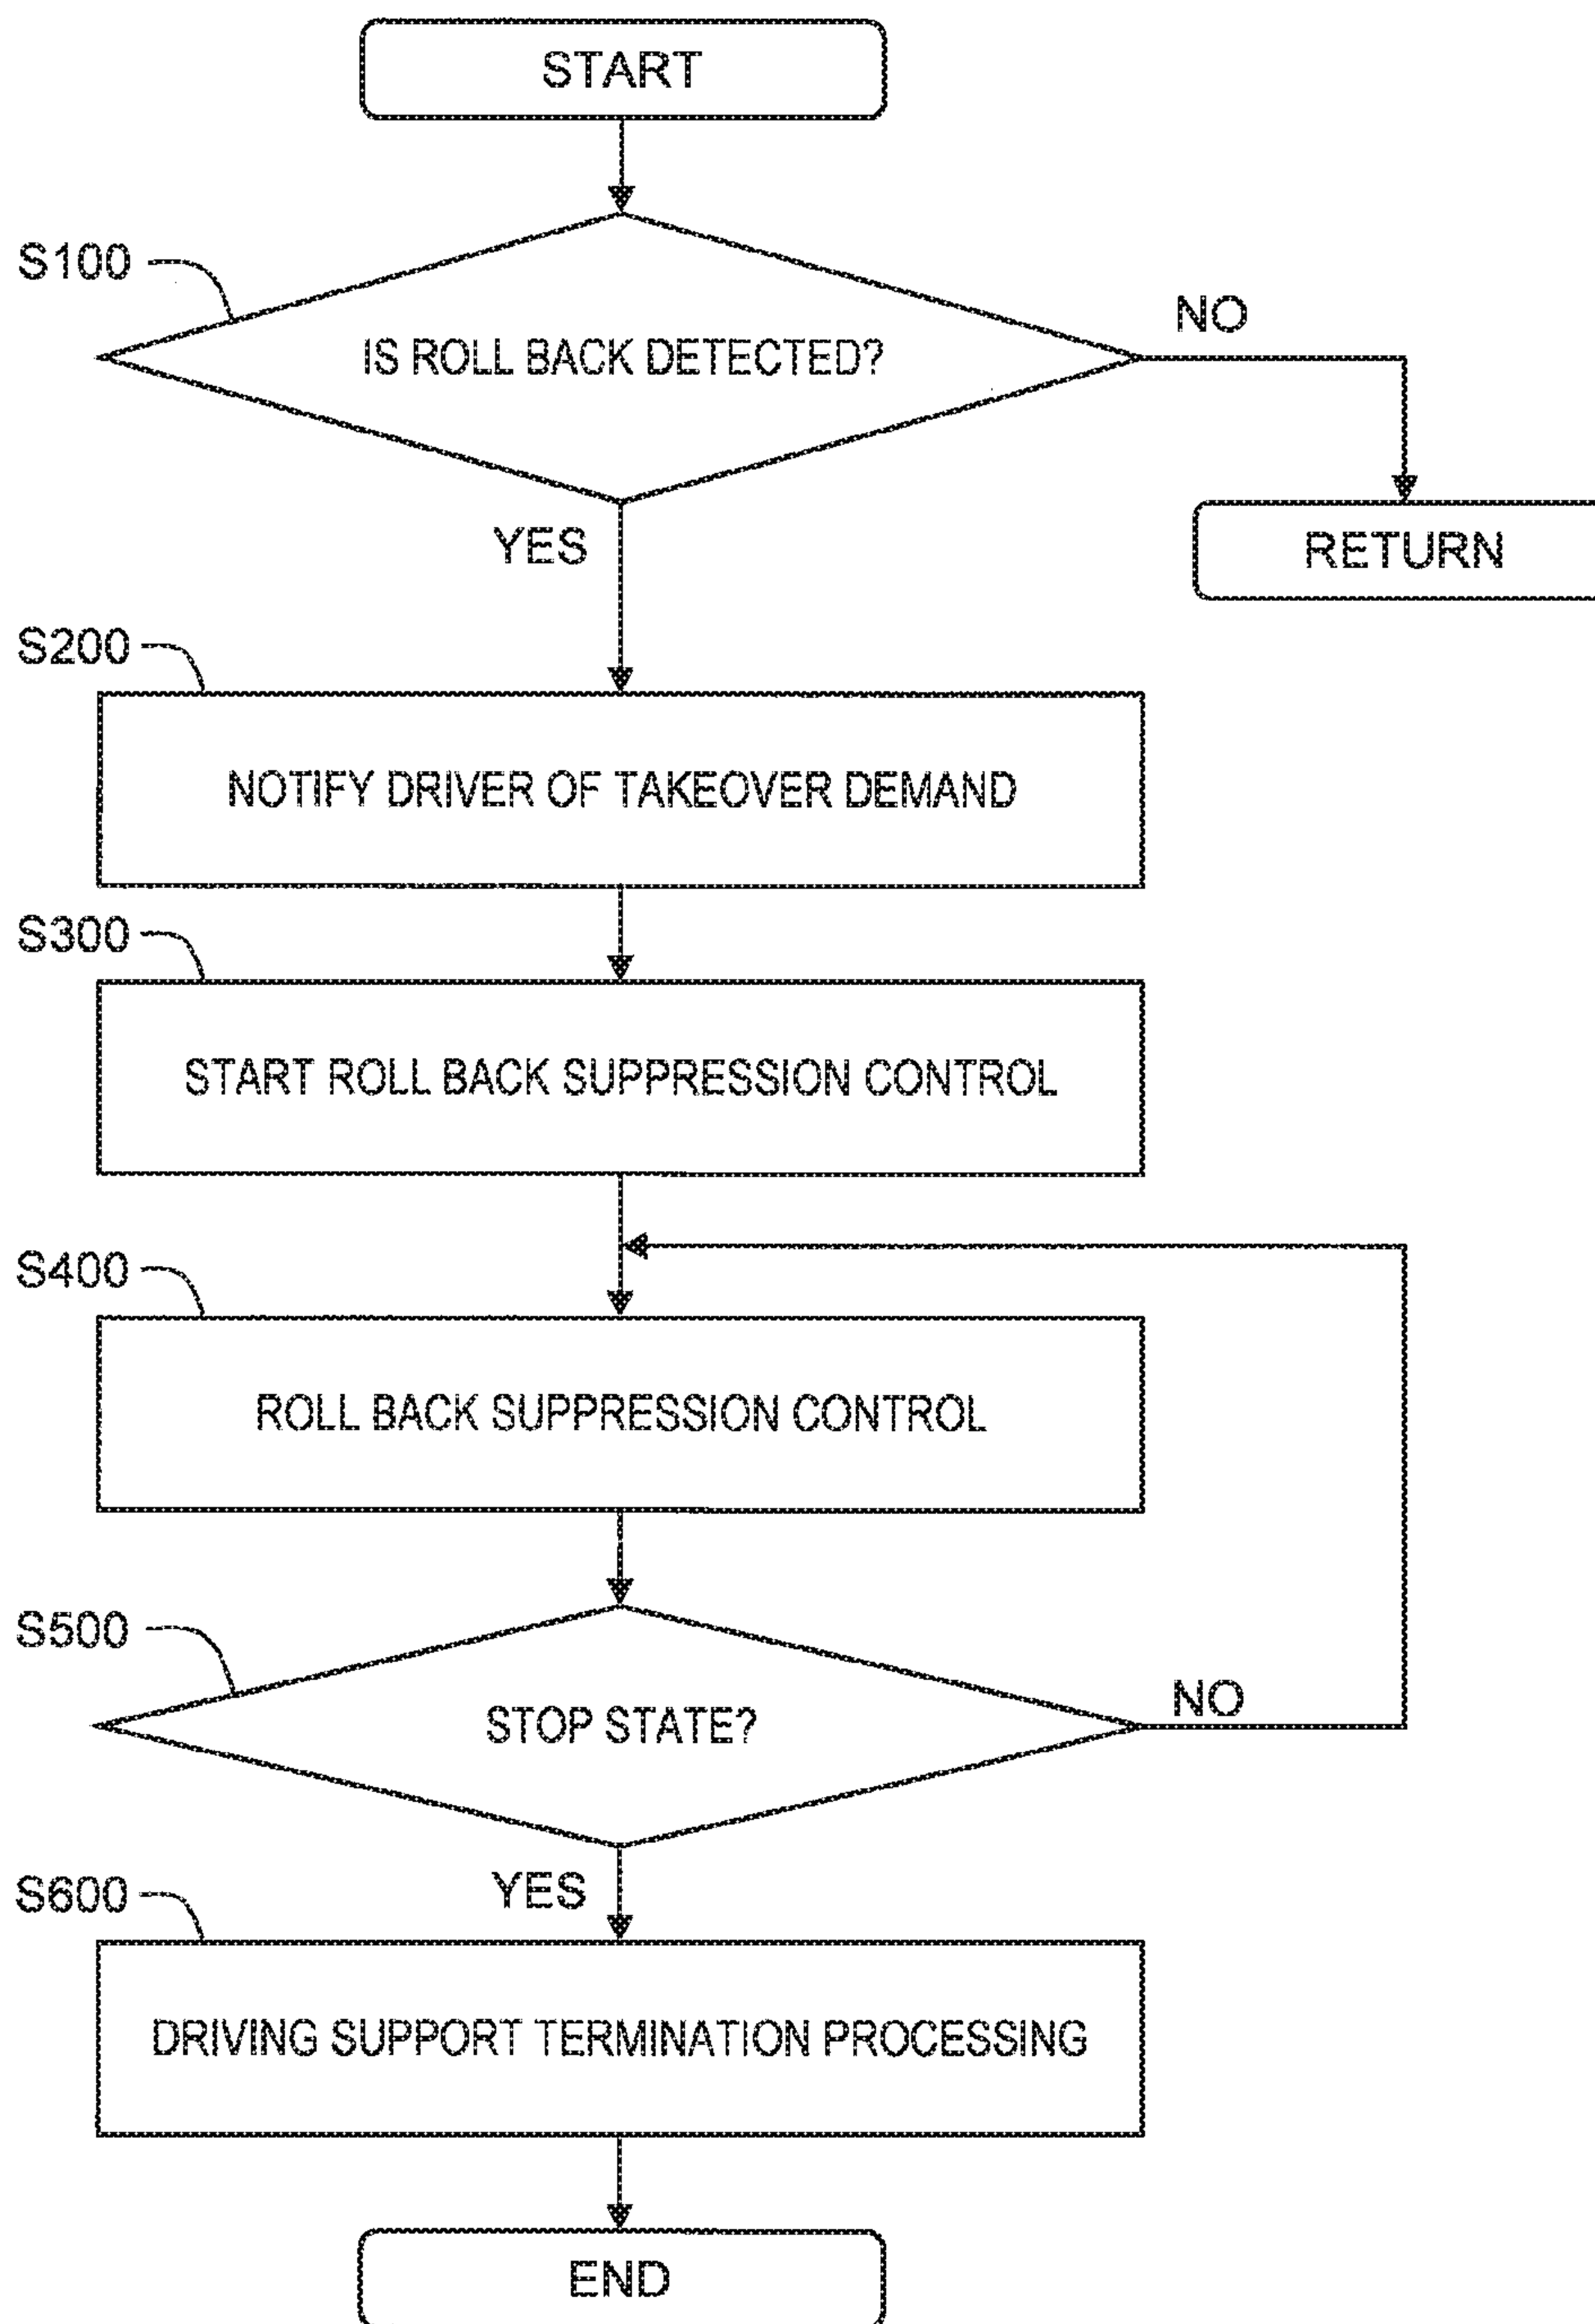 START
S100
IS ROLL BACK DETECTED?
NO
RETURN
YES
S200
NOTIFY DRIVER OF TAKEOVER DEMAND
S300
START ROLL BACK SUPPRESSION CONTROL
S400
ROLL BACK SUPPRESSION CONTROL
S500
STOP STATE?
NO
YES
S600
DRIVING SUPPORT TERMINATION PROCESSING
END